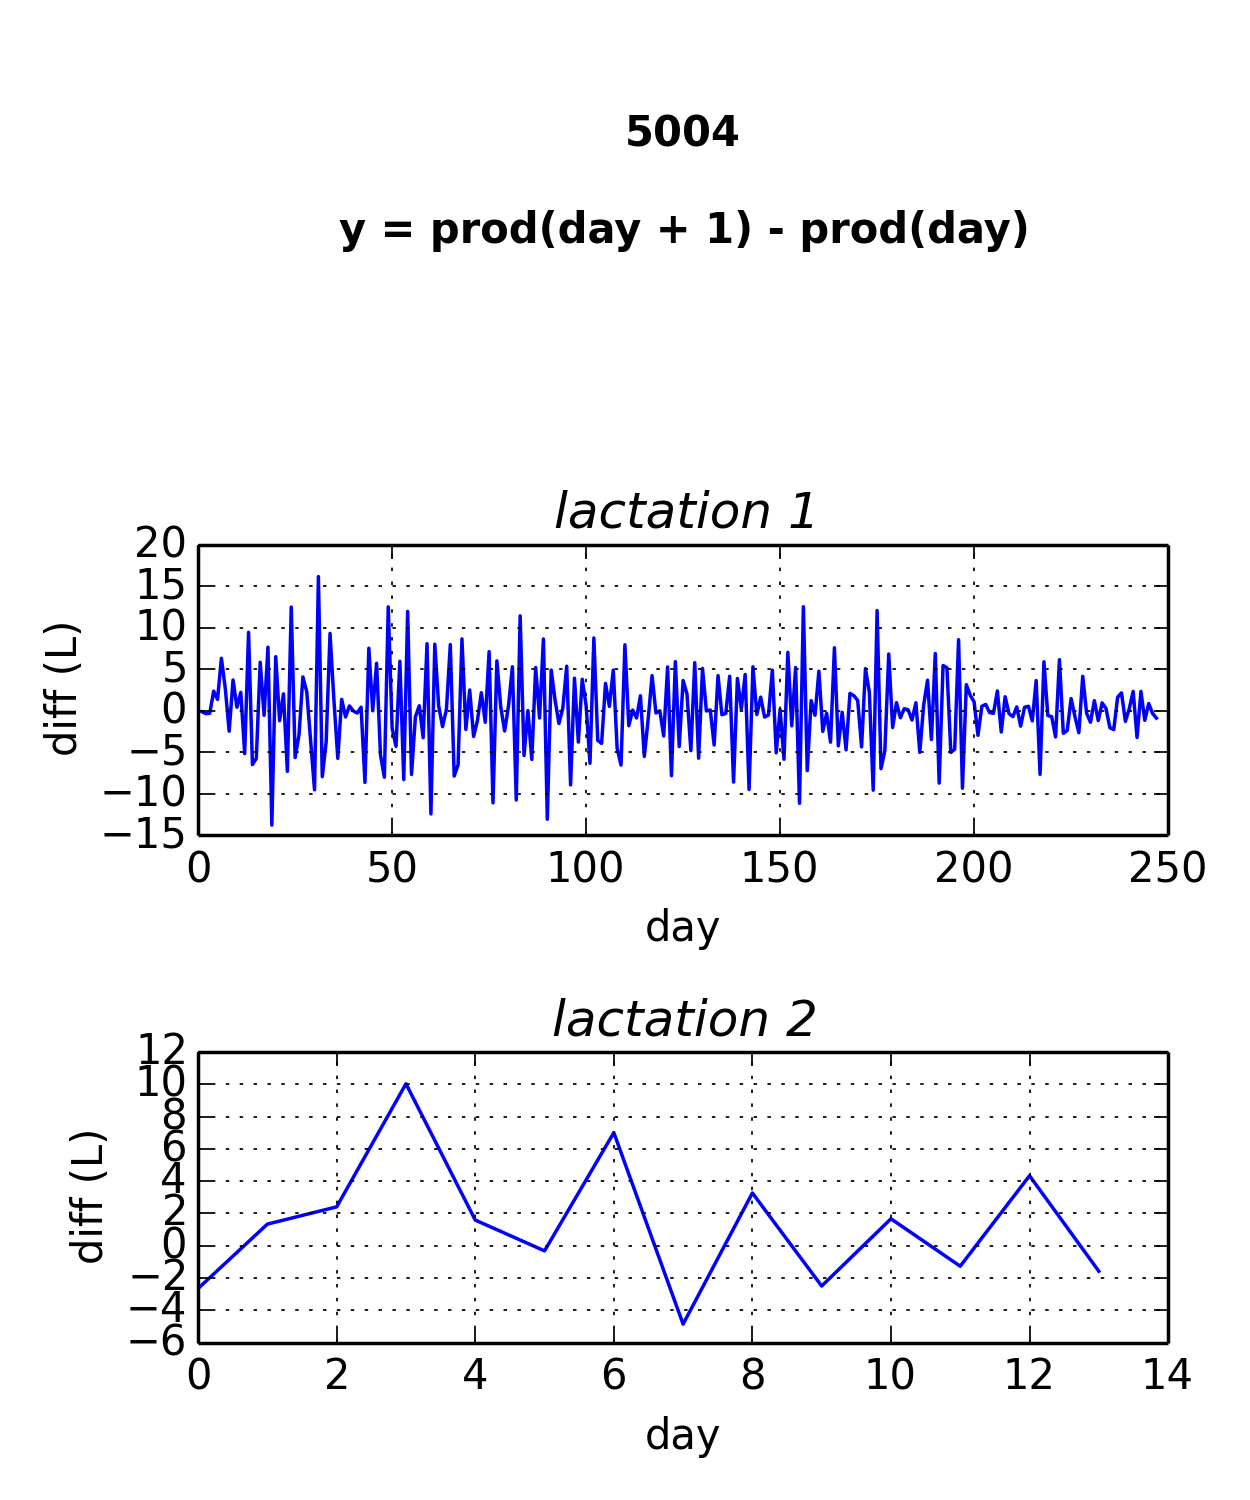 5004
y = prod(day + 1) - prod(day)
lactation 1
20
15
10
5
0
−5
−10
−15
diff (L)
0 50 100 150 200 250
day
lactation 2
12
10
8
6
4
2
0
−2
−4
−6
diff (L)
0 2 4 6 8 10 12 14
day